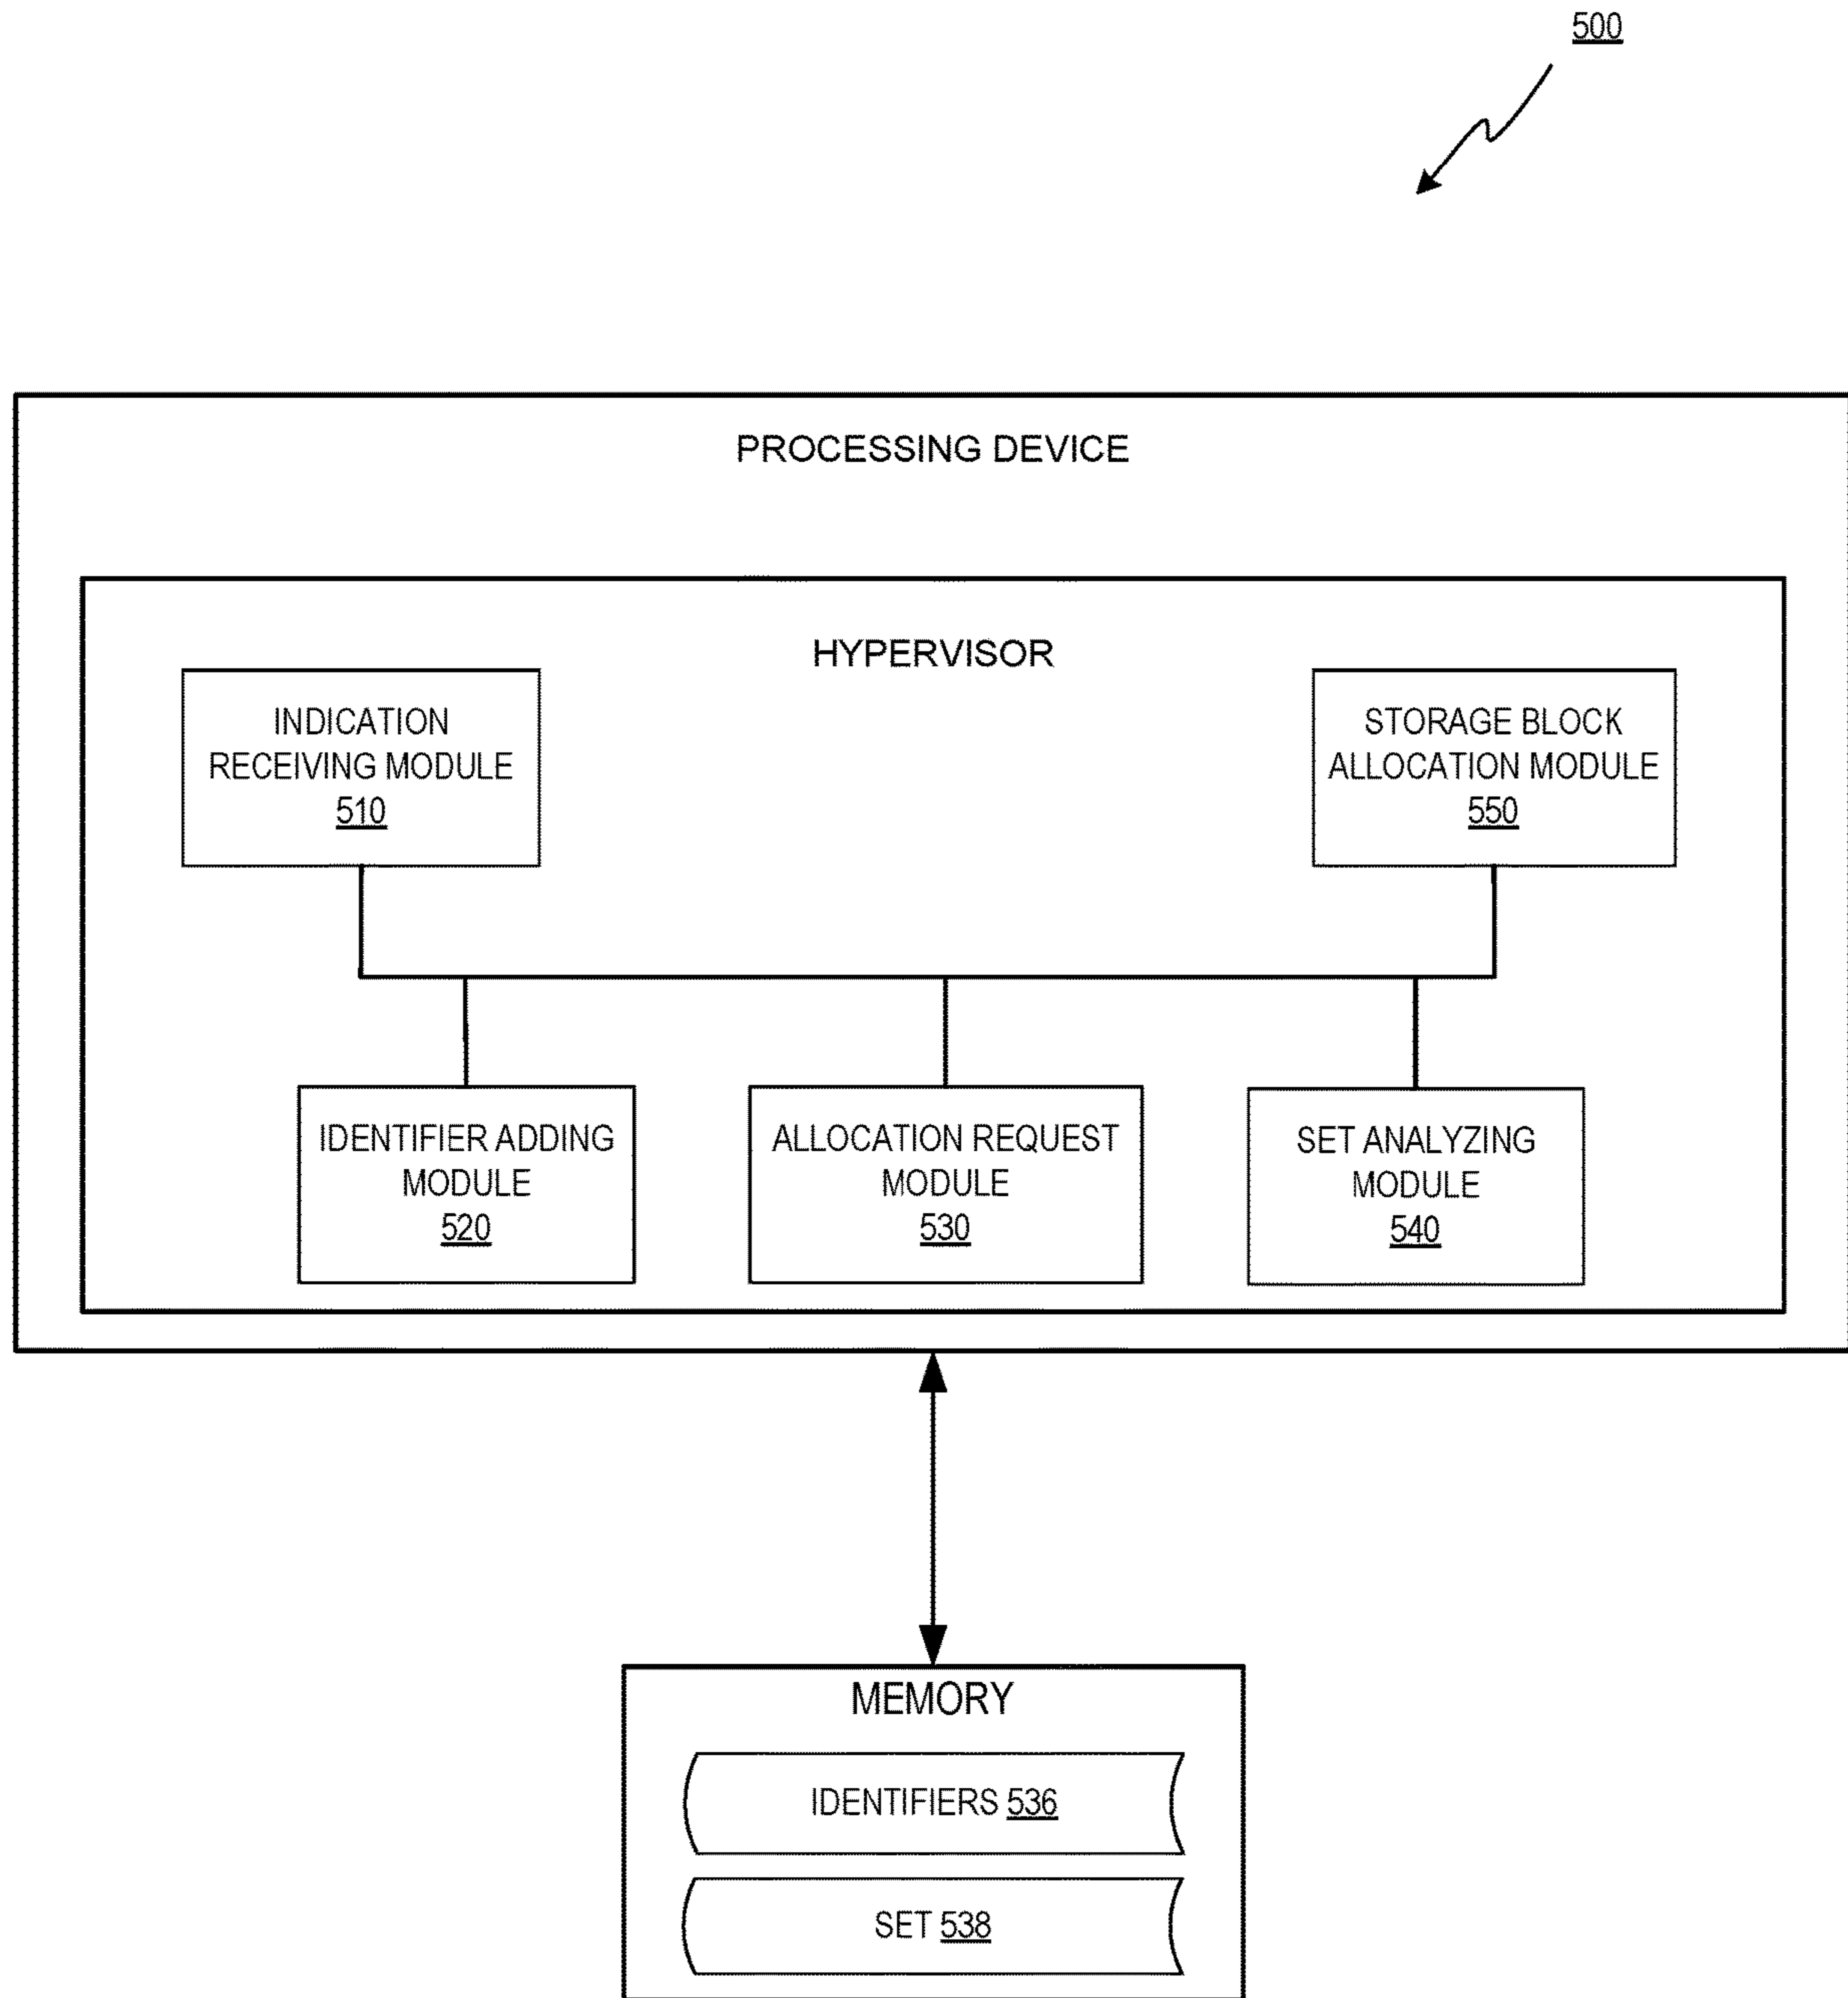 500
PROCESSING DEVICE
HYPERVISOR
INDICATION
RECEIVING MODULE
510
STORAGE BLOCK
ALLOCATION MODULE
550
IDENTIFIER ADDING
MODULE
520
ALLOCATION REQUEST
MODULE
530
SET ANALYZING
MODULE
540
MEMORY
IDENTIFIERS 536
SET 538